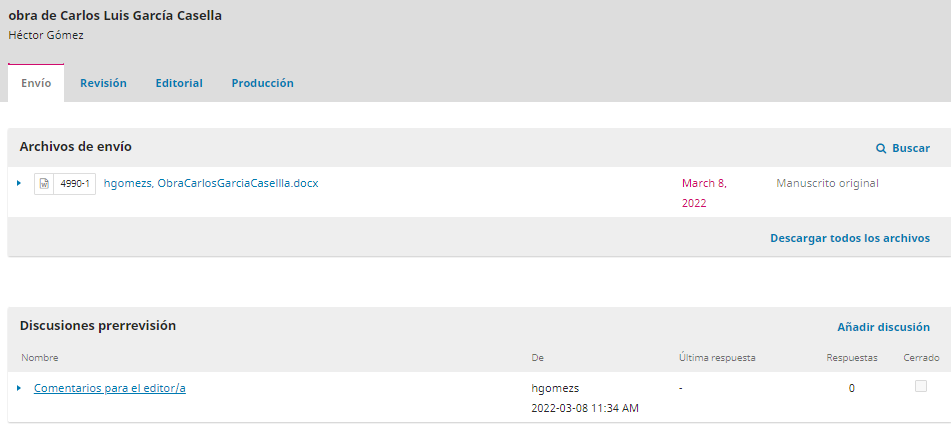 obra de Carlos Luis García Casella
Héctor Gómez
Envío Revisión Editorial Producción
Archivos de envío Buscar
4990-1 hgomezs, ObraCarlosGarciaCasellla.docx March 8, 2022 Manuscrito original
Descargar todos los archivos
Discusiones prerrevisión Añadir discusión
Nombre De Última respuesta Respuestas Cerrado
Comentarios para el editor/a hgomezs - 0
2022-03-08 11:34 AM